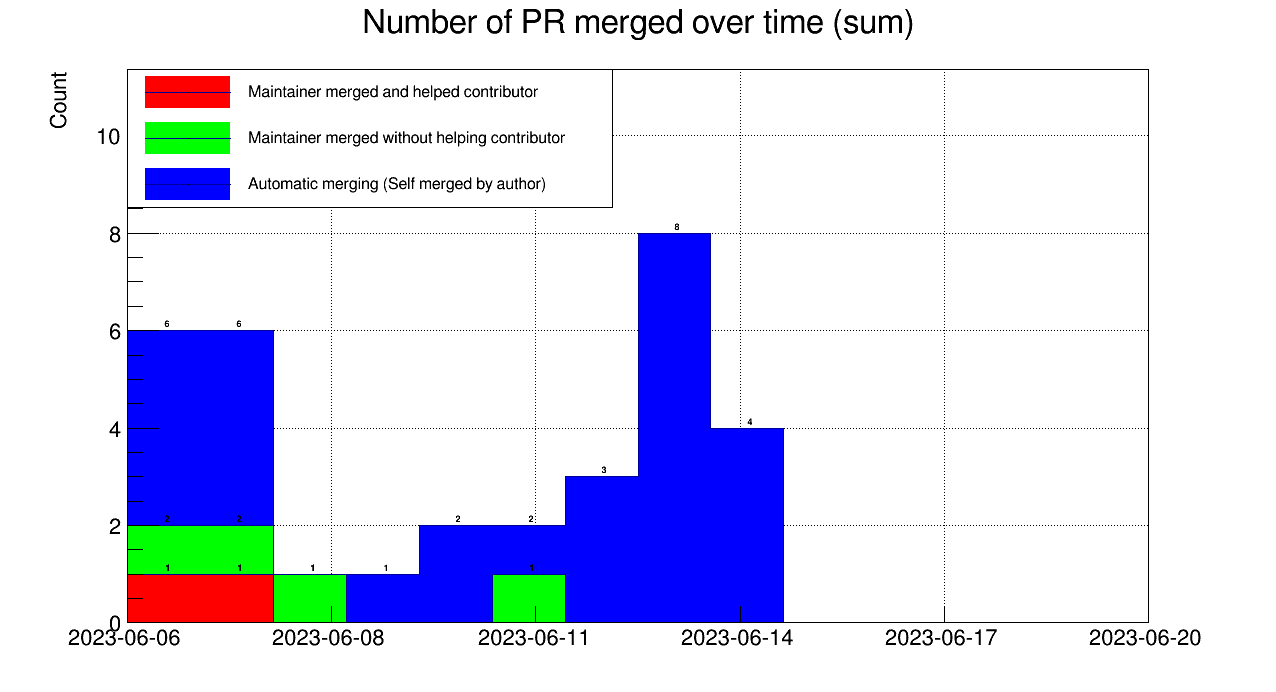 Number of PR merged over time (sum)
Count
Maintainer merged and helped contributor
Maintainer merged without helping contributor
Automatic merging (Self merged by author)
10
8
8
6
6 6
4
4
3
2
2 2
2 2
1 1 1 1 1
0
2023-06-06 2023-06-08 2023-06-11 2023-06-14 2023-06-17 2023-06-20